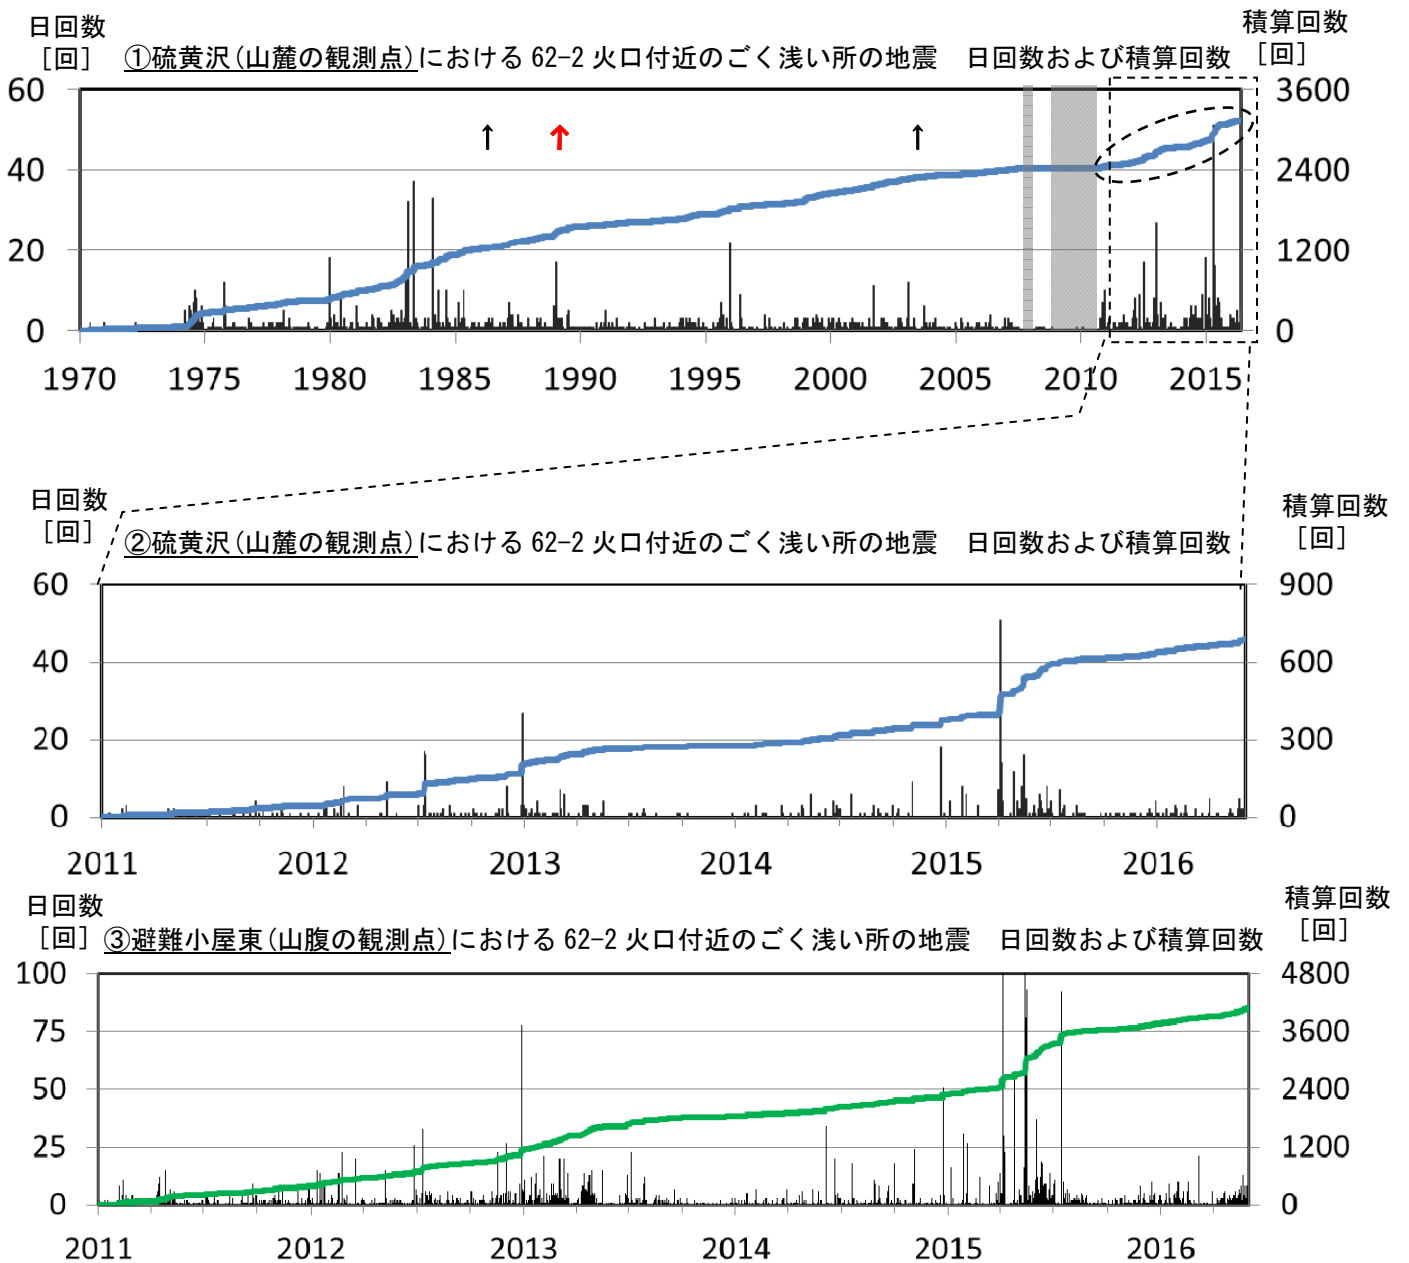 日回数
［回］
①硫黄沢(山麓の観測点)における 62-2 火口付近のごく浅い所の地震　日回数および積算回数
積算回数
［回］
60
40
20
0
3600
2400
1200
0
↑
↑
↑
1970 1975 1980 1985 1990 1995 2000 2005 2010 2015
日回数
［回］
②硫黄沢(山麓の観測点)における 62-2 火口付近のごく浅い所の地震　日回数および積算回数
積算回数
［回］
60
40
20
0
900
600
300
0
2011 2012 2013 2014 2015 2016
日回数
［回］
③避難小屋東(山腹の観測点)における 62-2 火口付近のごく浅い所の地震　日回数および積算回数
積算回数
［回］
100
75
50
25
0
4800
3600
2400
1200
0
2011 2012 2013 2014 2015 2016